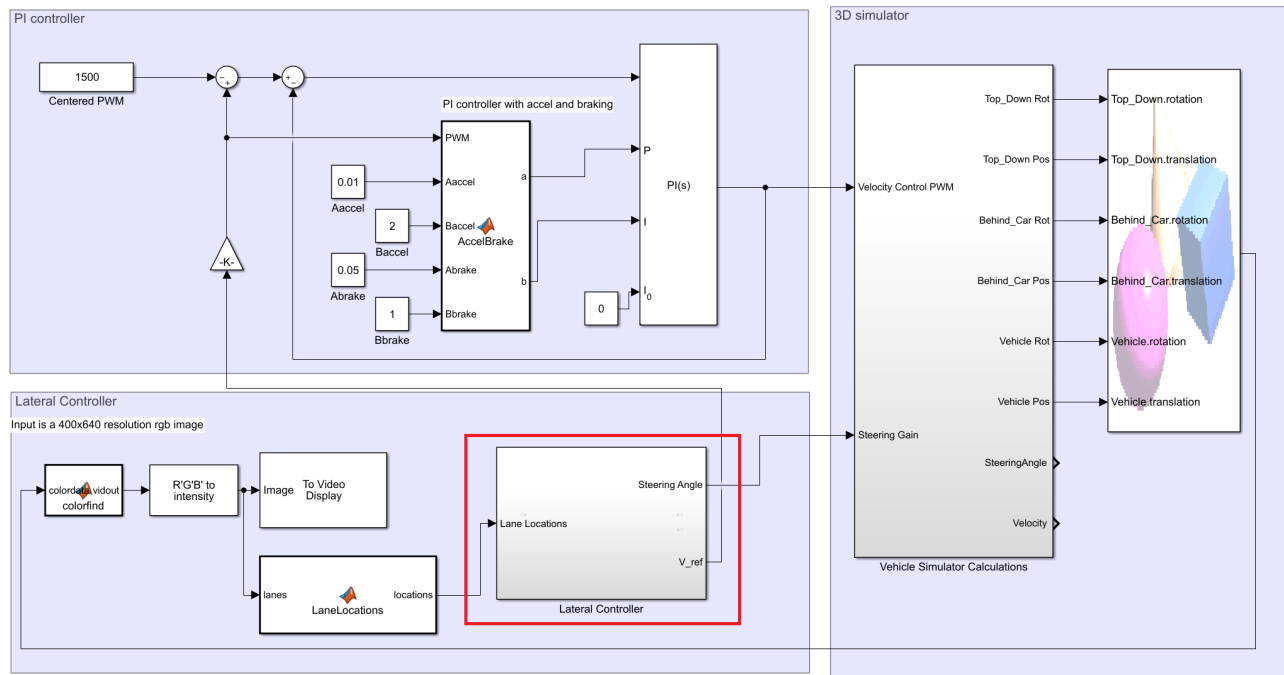 PI controller
1500
Centered PWM
PI controller with accel and braking
PWM
Aaccel
Baccel
Abrake
Bbrake
a
b
AccelBrake
0.01
Aaccel
2
Baccel
0.05
Abrake
1
Bbrake
-K-
0
P
I
I0
PI(s)
Lateral Controller
Input is a 400x640 resolution rgb image
colordata
vidout
colorfind
R'G'B' to
intensity
Image
To Video
Display
lanes
locations
LaneLocations
Lane Locations
Steering Angle
V_ref
Lateral Controller
3D simulator
Velocity Control PWM
Steering Gain
Top_Down Rot
Top_Down Pos
Behind_Car Rot
Behind_Car Pos
Vehicle Rot
Vehicle Pos
SteeringAngle
Velocity
Vehicle Simulator Calculations
Top_Down.rotation
Top_Down.translation
Behind_Car.rotation
Behind_Car.translation
Vehicle.rotation
Vehicle.translation